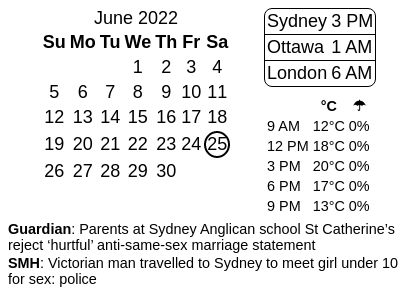 June 2022
Su Mo Tu We Th Fr Sa
1 2 3 4
5 6 7 8 9 10 11
12 13 14 15 16 17 18
19 20 21 22 23 24 25
26 27 28 29 30
Sydney 3 PM
Ottawa 1 AM
London 6 AM
°C ☂
9 AM 12°C 0%
12 PM 18°C 0%
3 PM 20°C 0%
6 PM 17°C 0%
9 PM 13°C 0%
Guardian: Parents at Sydney Anglican school St Catherine’s
reject ‘hurtful’ anti-same-sex marriage statement
SMH: Victorian man travelled to Sydney to meet girl under 10
for sex: police